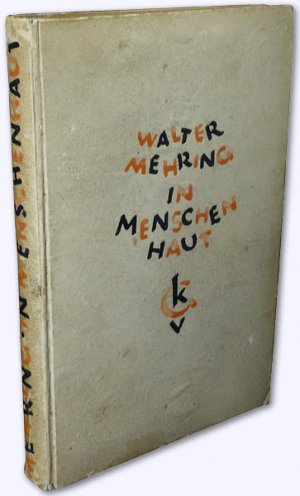 WALTER
MEHRING
IN
MENSCHEN
HAUT
k
G
v
MEHRING·IN MENSCHENHAUT